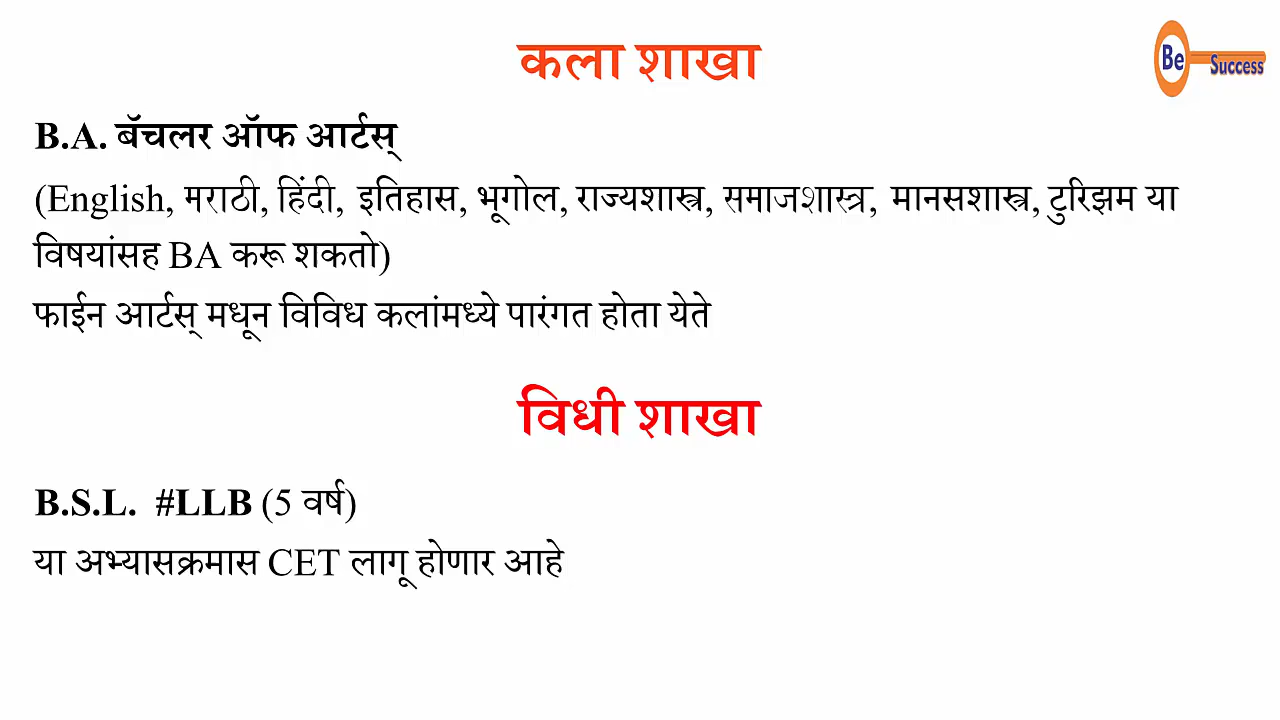 कला शाखा
Be Success
B.A. बॅचलर ऑफ आर्टस्
(English, मराठी, हिंदी, इतिहास, भूगोल, राज्यशास्त्र, समाजशास्त्र, मानसशास्त्र, टुरिझम या
विषयांसह BA करू शकतो)
फाईन आर्टस् मधून विविध कलांमध्ये पारंगत होता येते
विधी शाखा
B.S.L. #LLB (5 वर्ष)
या अभ्यासक्रमास CET लागू होणार आहे